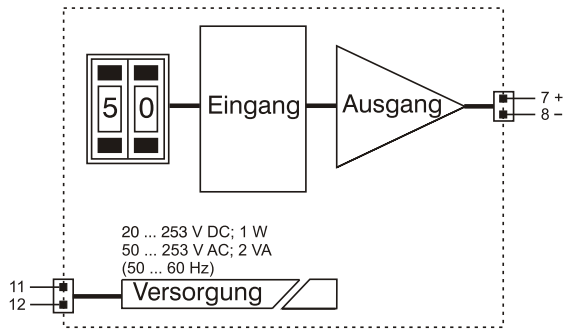 5 0
Eingang
Ausgang
7 +
8 –
20 ... 253 V DC; 1 W
50 ... 253 V AC; 2 VA
(50 ... 60 Hz)
11
12
Versorgung